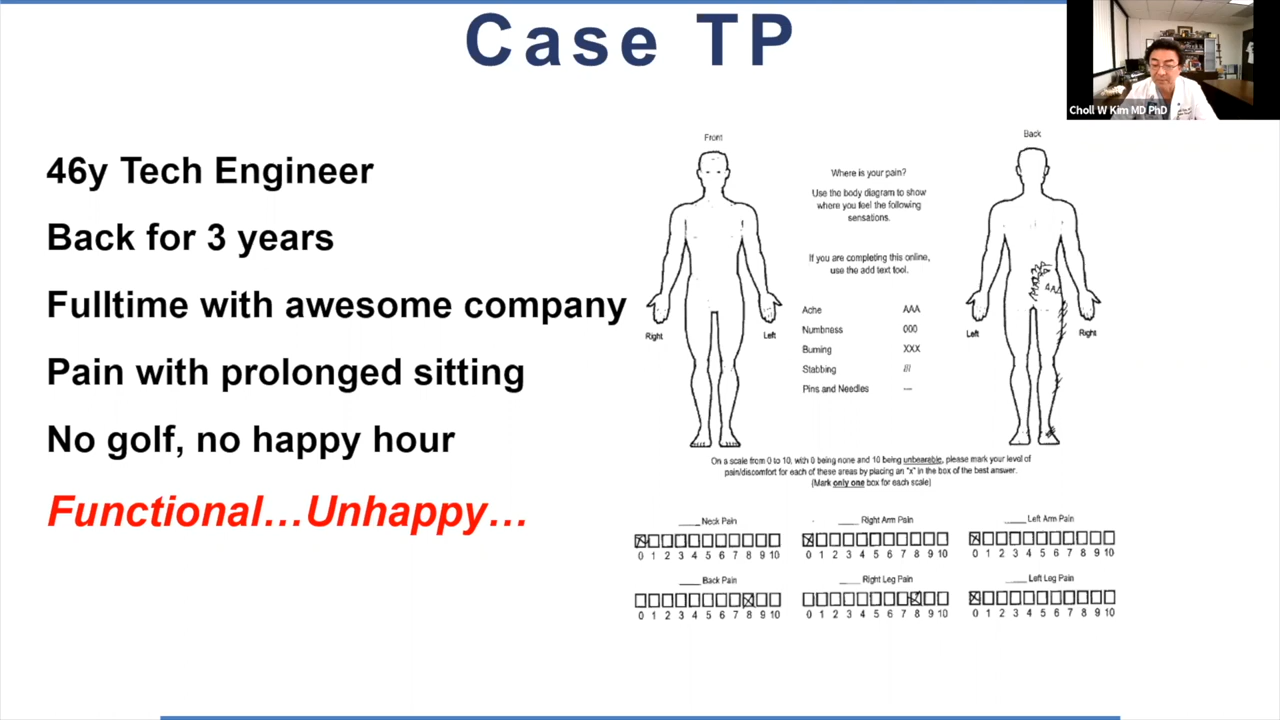 Case TP
Choll W Kim MD PhD
46y Tech Engineer
Back for 3 years
Fulltime with awesome company
Pain with prolonged sitting
No golf, no happy hour
Functional...Unhappy...
Front
Back
Where is your pain?
Use the body diagram to show
where you feel the following
sensations.
If you are completing this online,
use the add text tool.
Ache AAA
Numbness 000
Burning XXX
Stabbing ///
Pins and Needles ---
Right
Left
Left
Right
AAA
On a scale from 0 to 10, with 0 being none and 10 being unbearable, please mark your level of
pain/discomfort for each of these areas by placing an "x" in the box of the best answer.
(Mark only one box for each scale)
____ Neck Pain
0 1 2 3 4 5 6 7 8 9 10
____ Right Arm Pain
0 1 2 3 4 5 6 7 8 9 10
____ Left Arm Pain
0 1 2 3 4 5 6 7 8 9 10
____ Back Pain
0 1 2 3 4 5 6 7 8 9 10
____ Right Leg Pain
0 1 2 3 4 5 6 7 8 9 10
____ Left Leg Pain
0 1 2 3 4 5 6 7 8 9 10